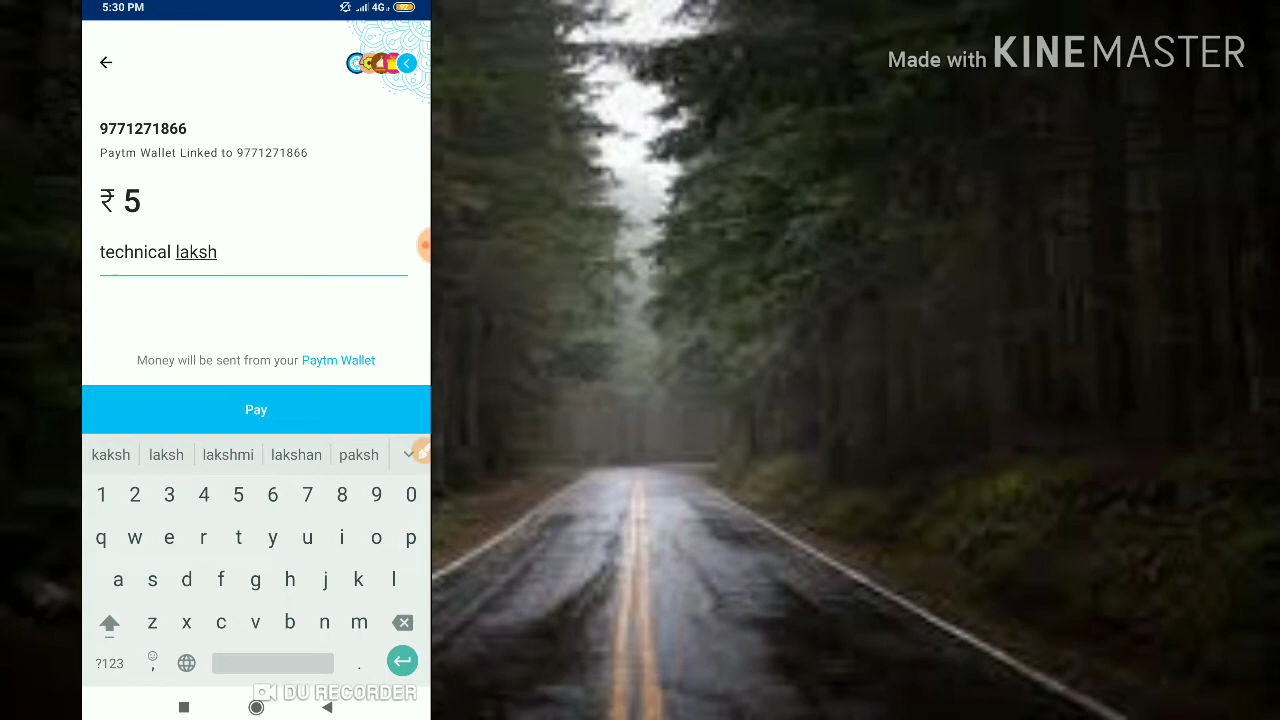 5:30 PM
4G
92
Made with KINEMASTER
9771271866
Paytm Wallet Linked to 9771271866
₹ 5
technical laksh
Money will be sent from your Paytm Wallet
Pay
kaksh laksh lakshmi lakshan paksh
1 2 3 4 5 6 7 8 9 0
q w e r t y u i o p
a s d f g h j k l
z x c v b n m
?123 , .
DU RECORDER